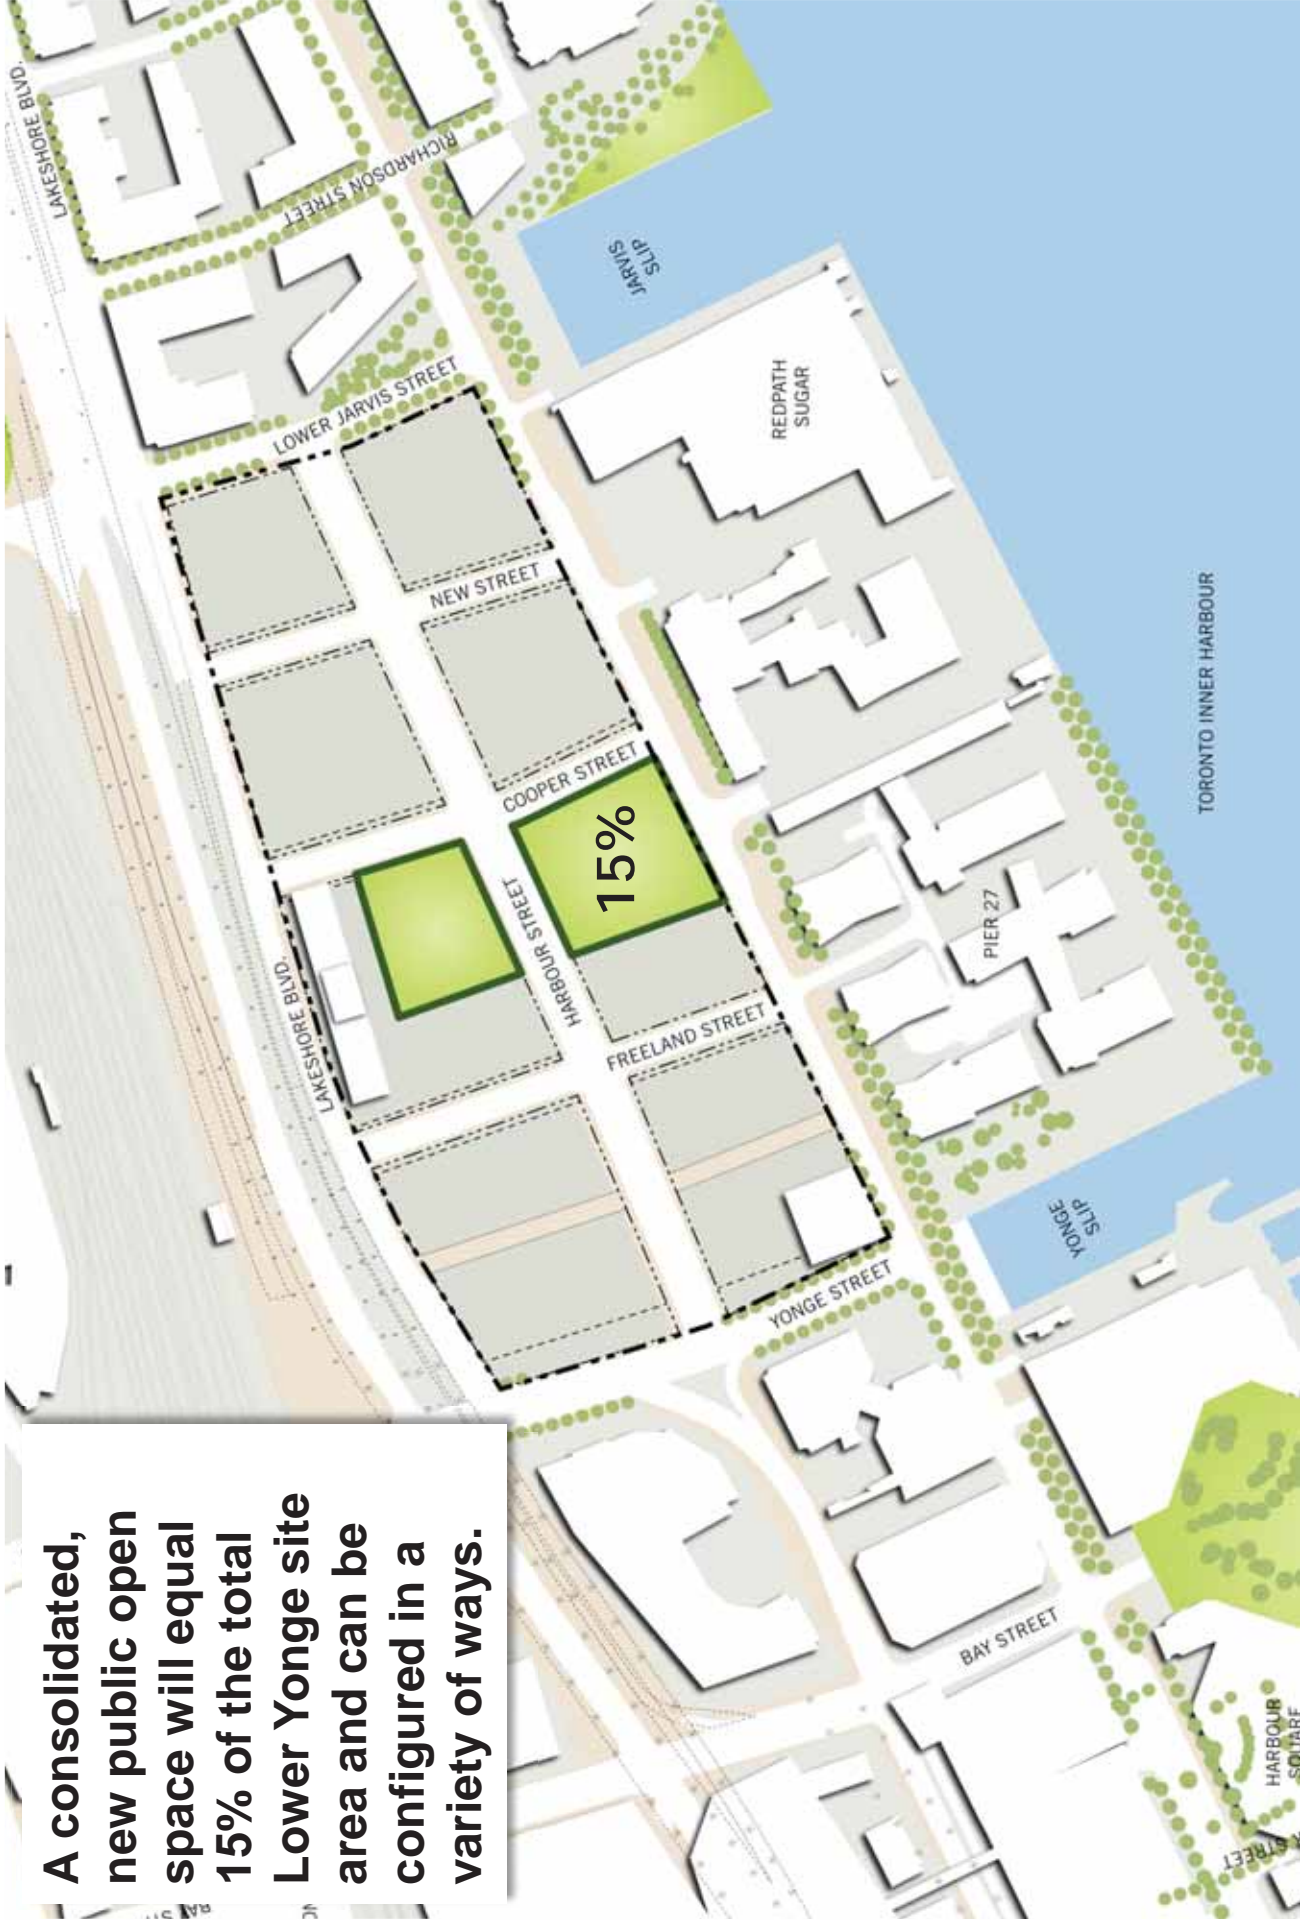 A consolidated,
new public open
space will equal
15% of the total
Lower Yonge site
area and can be
configured in a
variety of ways.
LAKESHORE BLVD.
LAKESHORE BLVD.
RICHARDSON STREET
LOWER JARVIS STREET
NEW STREET
COOPER STREET
HARBOUR STREET
FREELAND STREET
YONGE STREET
BAY STREET
15%
JARVIS
SLIP
REDPATH
SUGAR
PIER 27
YONGE
SLIP
TORONTO INNER HARBOUR
HARBOUR
SQUARE
STREET